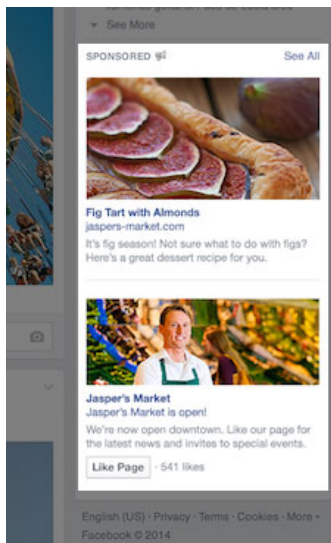 See More
SPONSORED
See All
Fig Tart with Almonds
jaspers-market.com
It's fig season! Not sure what to do with figs?
Here's a great dessert recipe for you.
Jasper's Market
Jasper's Market is open!
We're now open downtown. Like our page for
the latest news and invites to special events.
Like Page · 541 likes
English (US) · Privacy · Terms · Cookies · More
Facebook © 2014